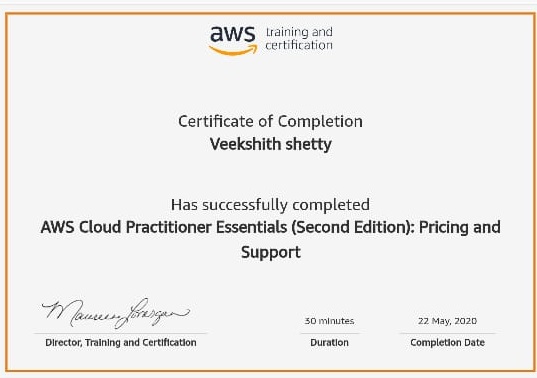 aws training and
certification
Certificate of Completion
Veekshith shetty
Has successfully completed
AWS Cloud Practitioner Essentials (Second Edition): Pricing and
Support
Maureen Lonergan
30 minutes
22 May, 2020
Director, Training and Certification
Duration
Completion Date